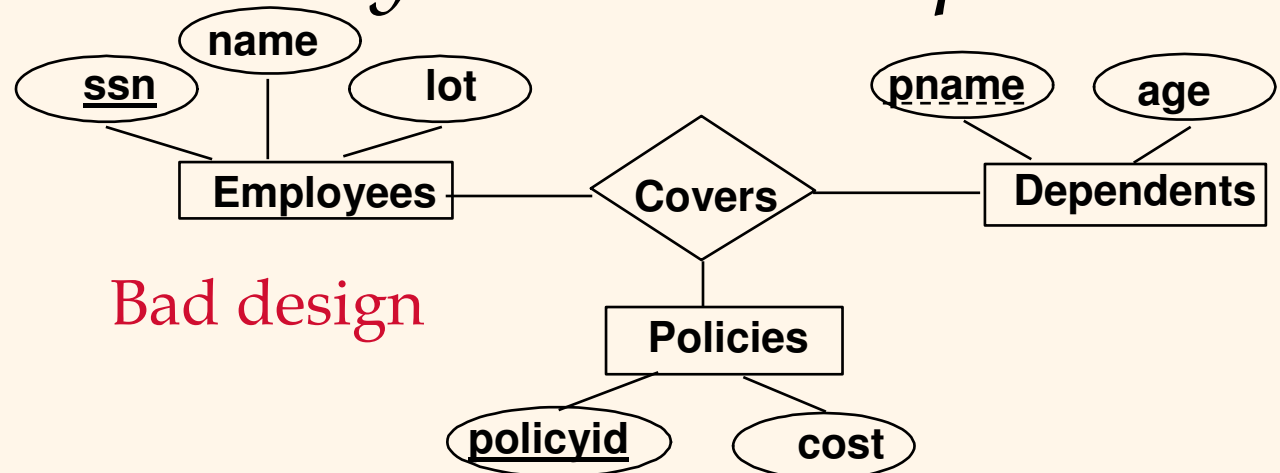 name
ssn
lot
pname
age
Employees
Covers
Dependents
Bad design
Policies
policyid
cost